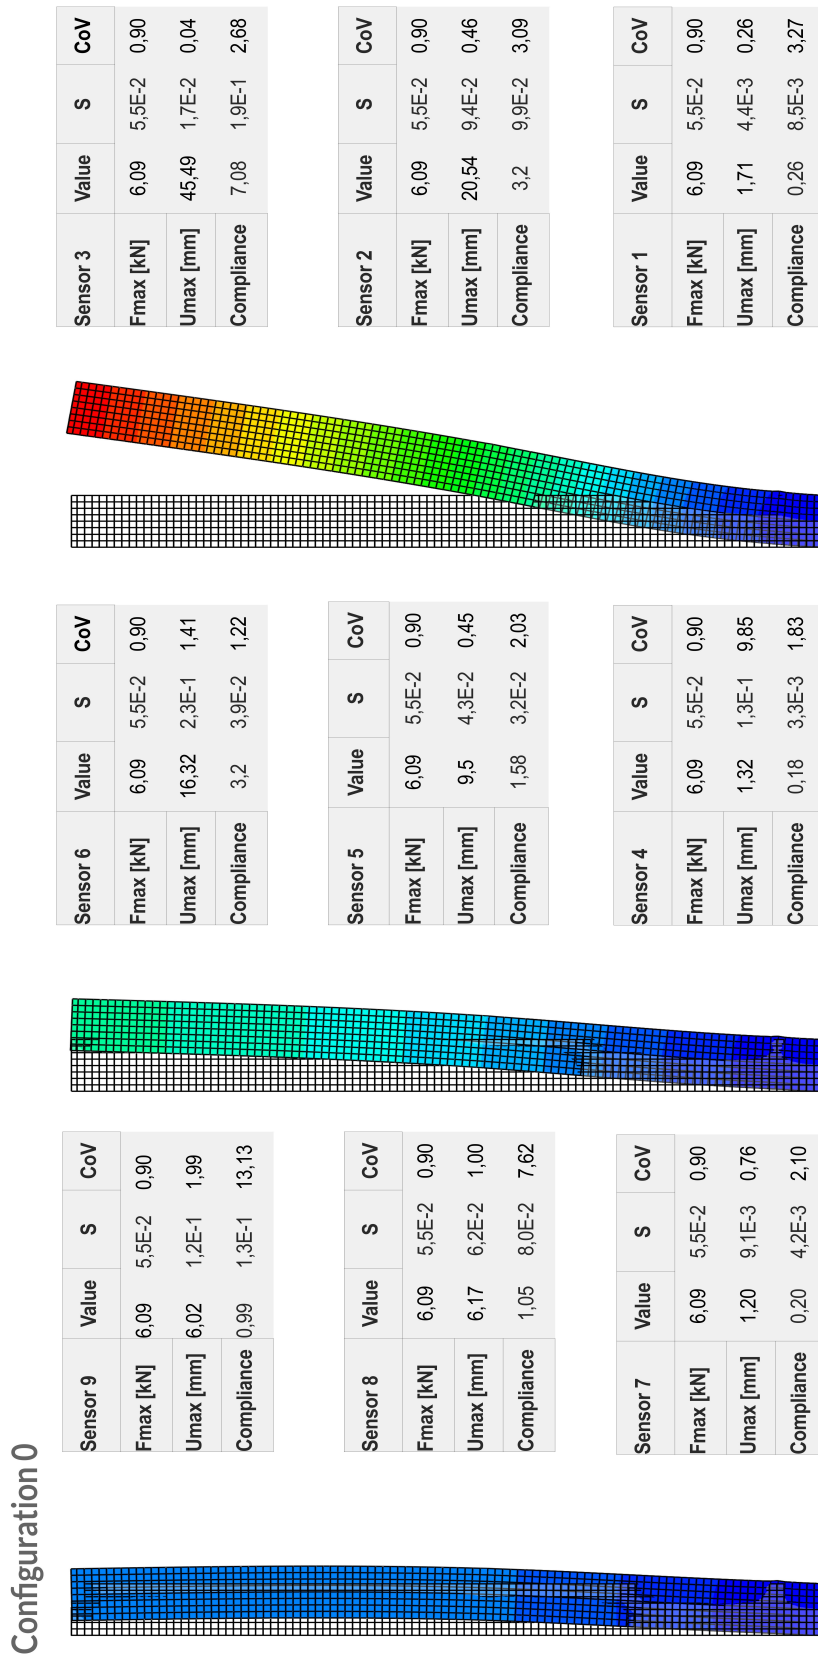 Configuration 0
Sensor 9 Value S CoV
Fmax [kN] 6,09 5,5E-2 0,90
Umax [mm] 6,02 1,2E-1 1,99
Compliance 0,99 1,3E-1 13,13
Sensor 6 Value S CoV
Fmax [kN] 6,09 5,5E-2 0,90
Umax [mm] 16,32 2,3E-1 1,41
Compliance 3,2 3,9E-2 1,22
Sensor 3 Value S CoV
Fmax [kN] 6,09 5,5E-2 0,90
Umax [mm] 45,49 1,7E-2 0,04
Compliance 7,08 1,9E-1 2,68
Sensor 8 Value S CoV
Fmax [kN] 6,09 5,5E-2 0,90
Umax [mm] 6,17 6,2E-2 1,00
Compliance 1,05 8,0E-2 7,62
Sensor 5 Value S CoV
Fmax [kN] 6,09 5,5E-2 0,90
Umax [mm] 9,5 4,3E-2 0,45
Compliance 1,58 3,2E-2 2,03
Sensor 2 Value S CoV
Fmax [kN] 6,09 5,5E-2 0,90
Umax [mm] 20,54 9,4E-2 0,46
Compliance 3,2 9,9E-2 3,09
Sensor 7 Value S CoV
Fmax [kN] 6,09 5,5E-2 0,90
Umax [mm] 1,20 9,1E-3 0,76
Compliance 0,20 4,2E-3 2,10
Sensor 4 Value S CoV
Fmax [kN] 6,09 5,5E-2 0,90
Umax [mm] 1,32 1,3E-1 9,85
Compliance 0,18 3,3E-3 1,83
Sensor 1 Value S CoV
Fmax [kN] 6,09 5,5E-2 0,90
Umax [mm] 1,71 4,4E-3 0,26
Compliance 0,26 8,5E-3 3,27